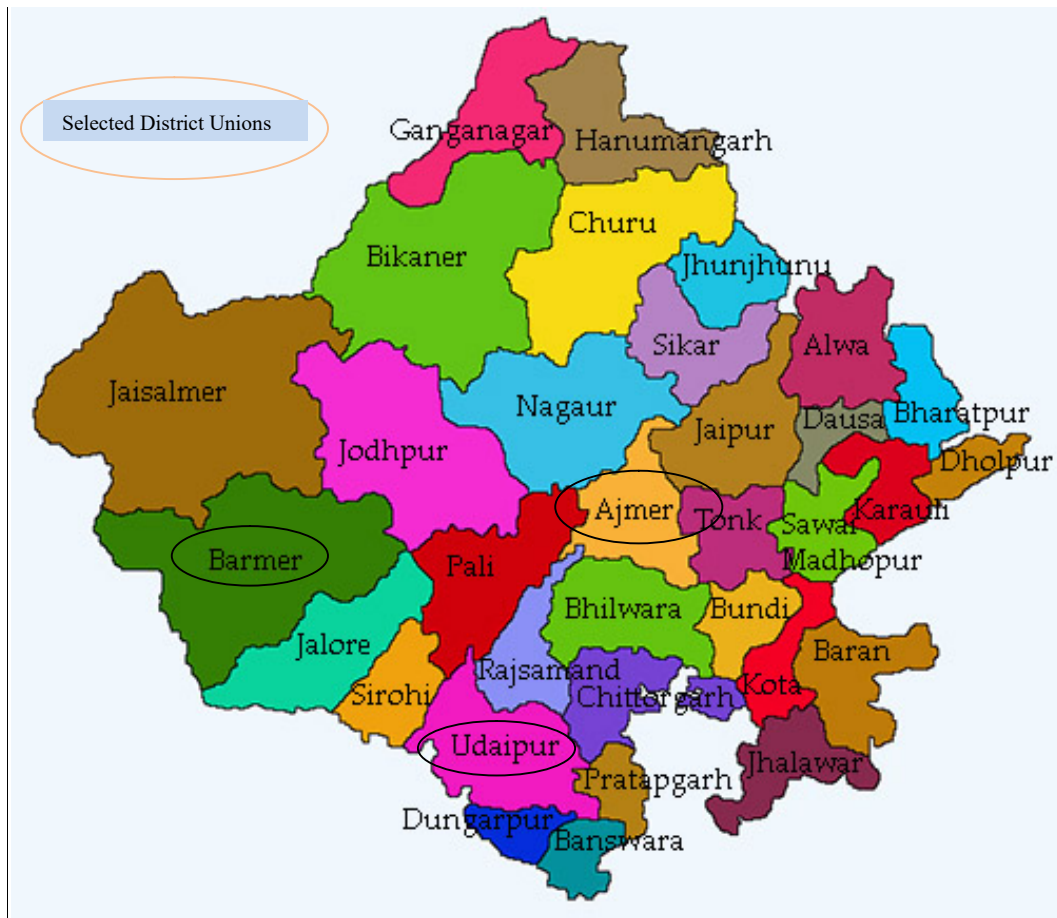 Selected District Unions
Ganganagar
Hanumangarh
Churu
Bikaner
Jhunjhunu
Sikar
Alwa
Jaisalmer
Nagaur
Bharatpur
Dausa
Jaipur
Jodhpur
Dholpur
Ajmer
Tonk
Karauli
Sawai
Madhopur
Barmer
Pali
Bhilwara
Bundi
Jalore
Baran
Rajsamand
Kota
Sirohi
Chittorgarh
Udaipur
Jhalawar
Pratapgarh
Dungarpur
Banswara